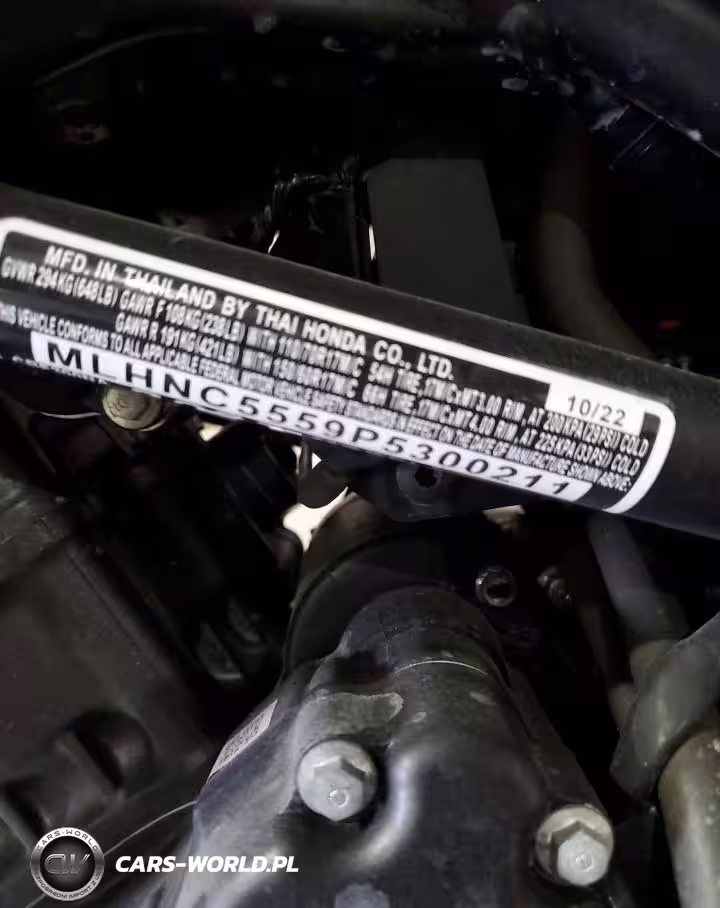 MFD. IN THAILAND BY THAI HONDA CO., LTD.
10/22
GVWR 294KG (648LB) GAWR F 108KG (238LB) WITH 110/70R17M/C 54H TIRE, 17M/CxMT3.00 RIM, AT 200KPA (29PSI) COLD
GAWR R 191KG (421LB) WITH 150/60R17M/C 66H TIRE, 17M/CxMT4.00 RIM, AT 225KPA (33PSI) COLD
THIS VEHICLE CONFORMS TO ALL APPLICABLE FEDERAL MOTOR VEHICLE SAFETY STANDARDS IN EFFECT ON THE DATE OF MANUFACTURE SHOWN ABOVE.
MLHNC5559P5300211
CARS-WORLD
CW
CARS-WORLD.PL